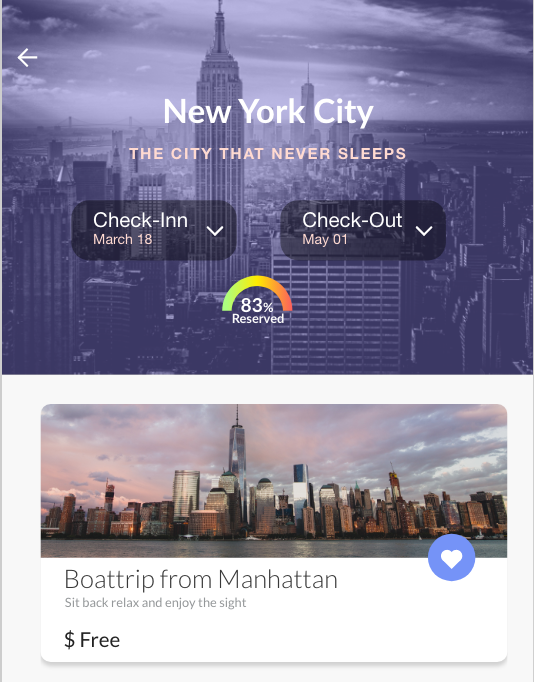 New York City
THE CITY THAT NEVER SLEEPS
Check-Inn
March 18
Check-Out
May 01
83%
Reserved
Boattrip from Manhattan
Sit back relax and enjoy the sight
$ Free